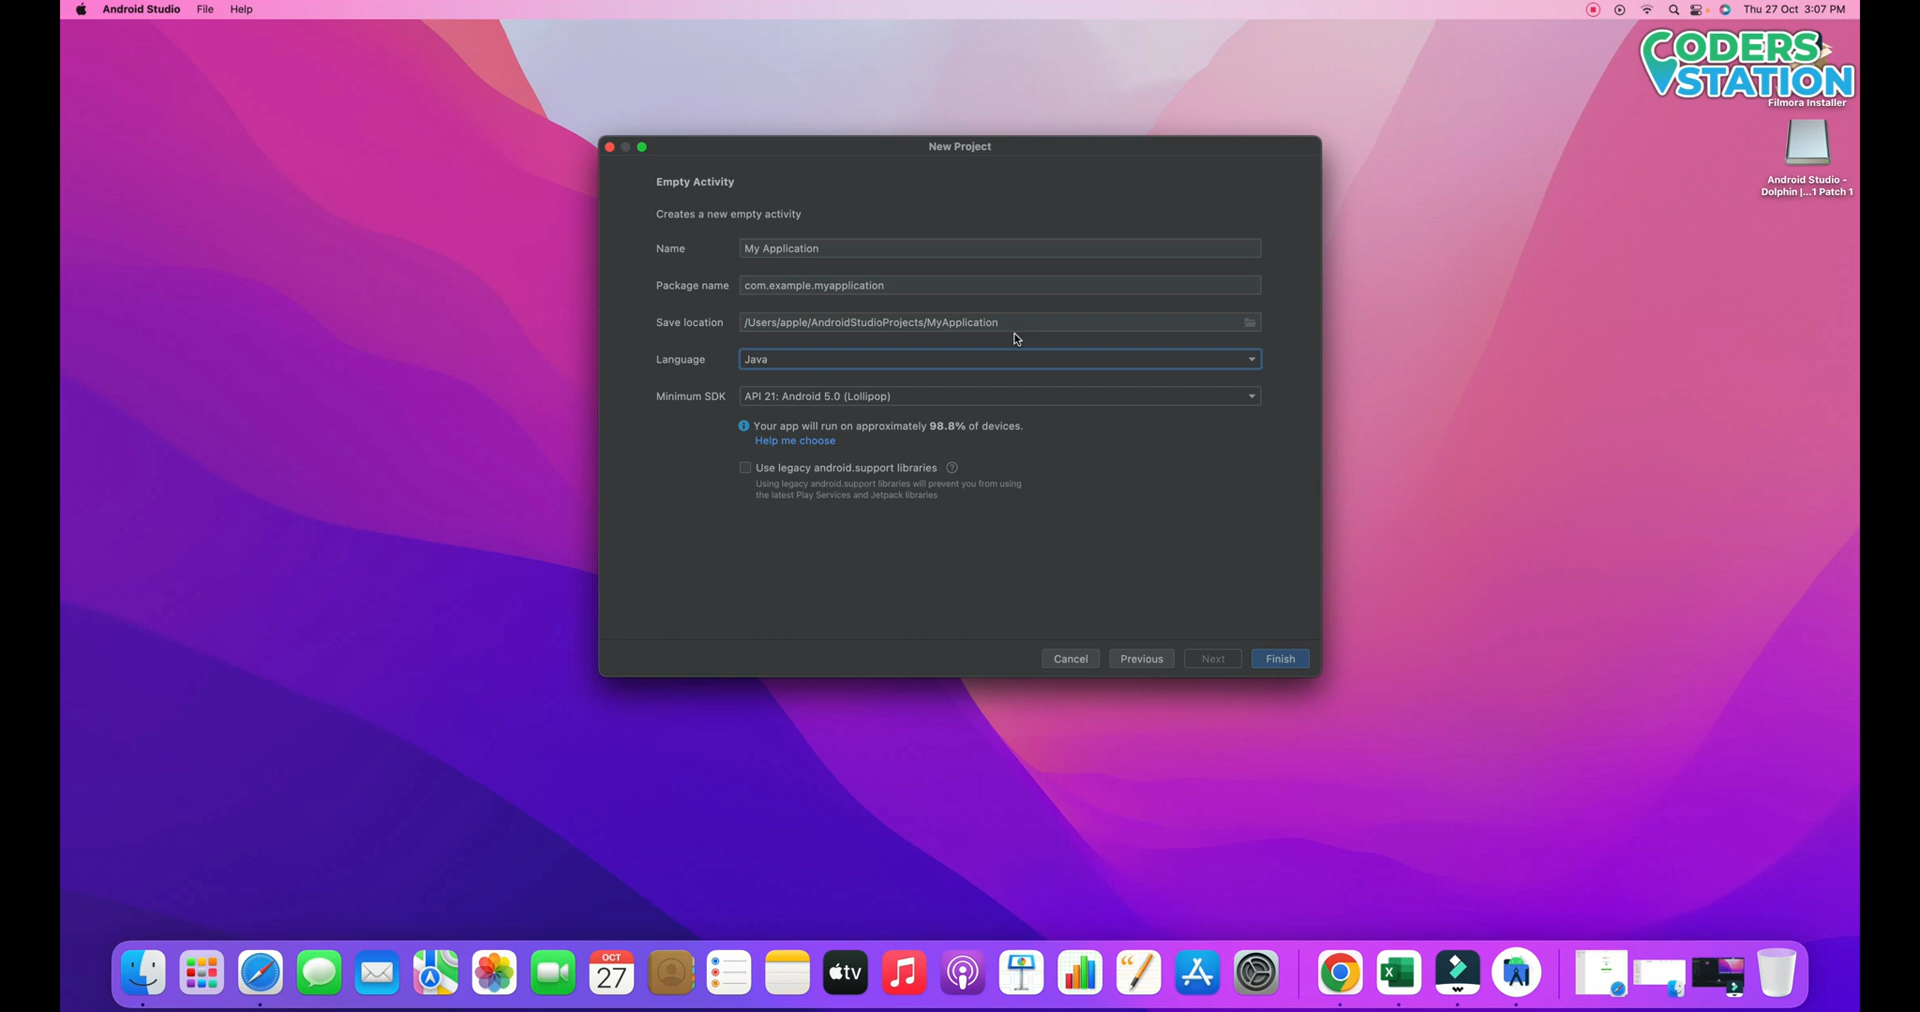 Android Studio File Help Thu 27 Oct 3:07 PM
CODERS
STATION
Filmora Installer
Android Studio -
Dolphin |...1 Patch 1
New Project
Empty Activity
Creates a new empty activity
Name My Application
Package name com.example.myapplication
Save location /Users/apple/AndroidStudioProjects/MyApplication
Language Java
Minimum SDK API 21: Android 5.0 (Lollipop)
Your app will run on approximately 98.8% of devices.
Help me choose
Use legacy android.support libraries ?
Using legacy android.support libraries will prevent you from using
the latest Play Services and Jetpack libraries
Cancel Previous Next Finish
OCT
27
tv
X